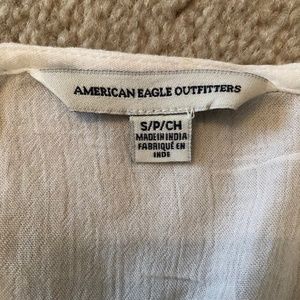 AMERICAN EAGLE OUTFITTERS
S/P/CH
MADE IN INDIA
FABRIQUÉ EN
INDE